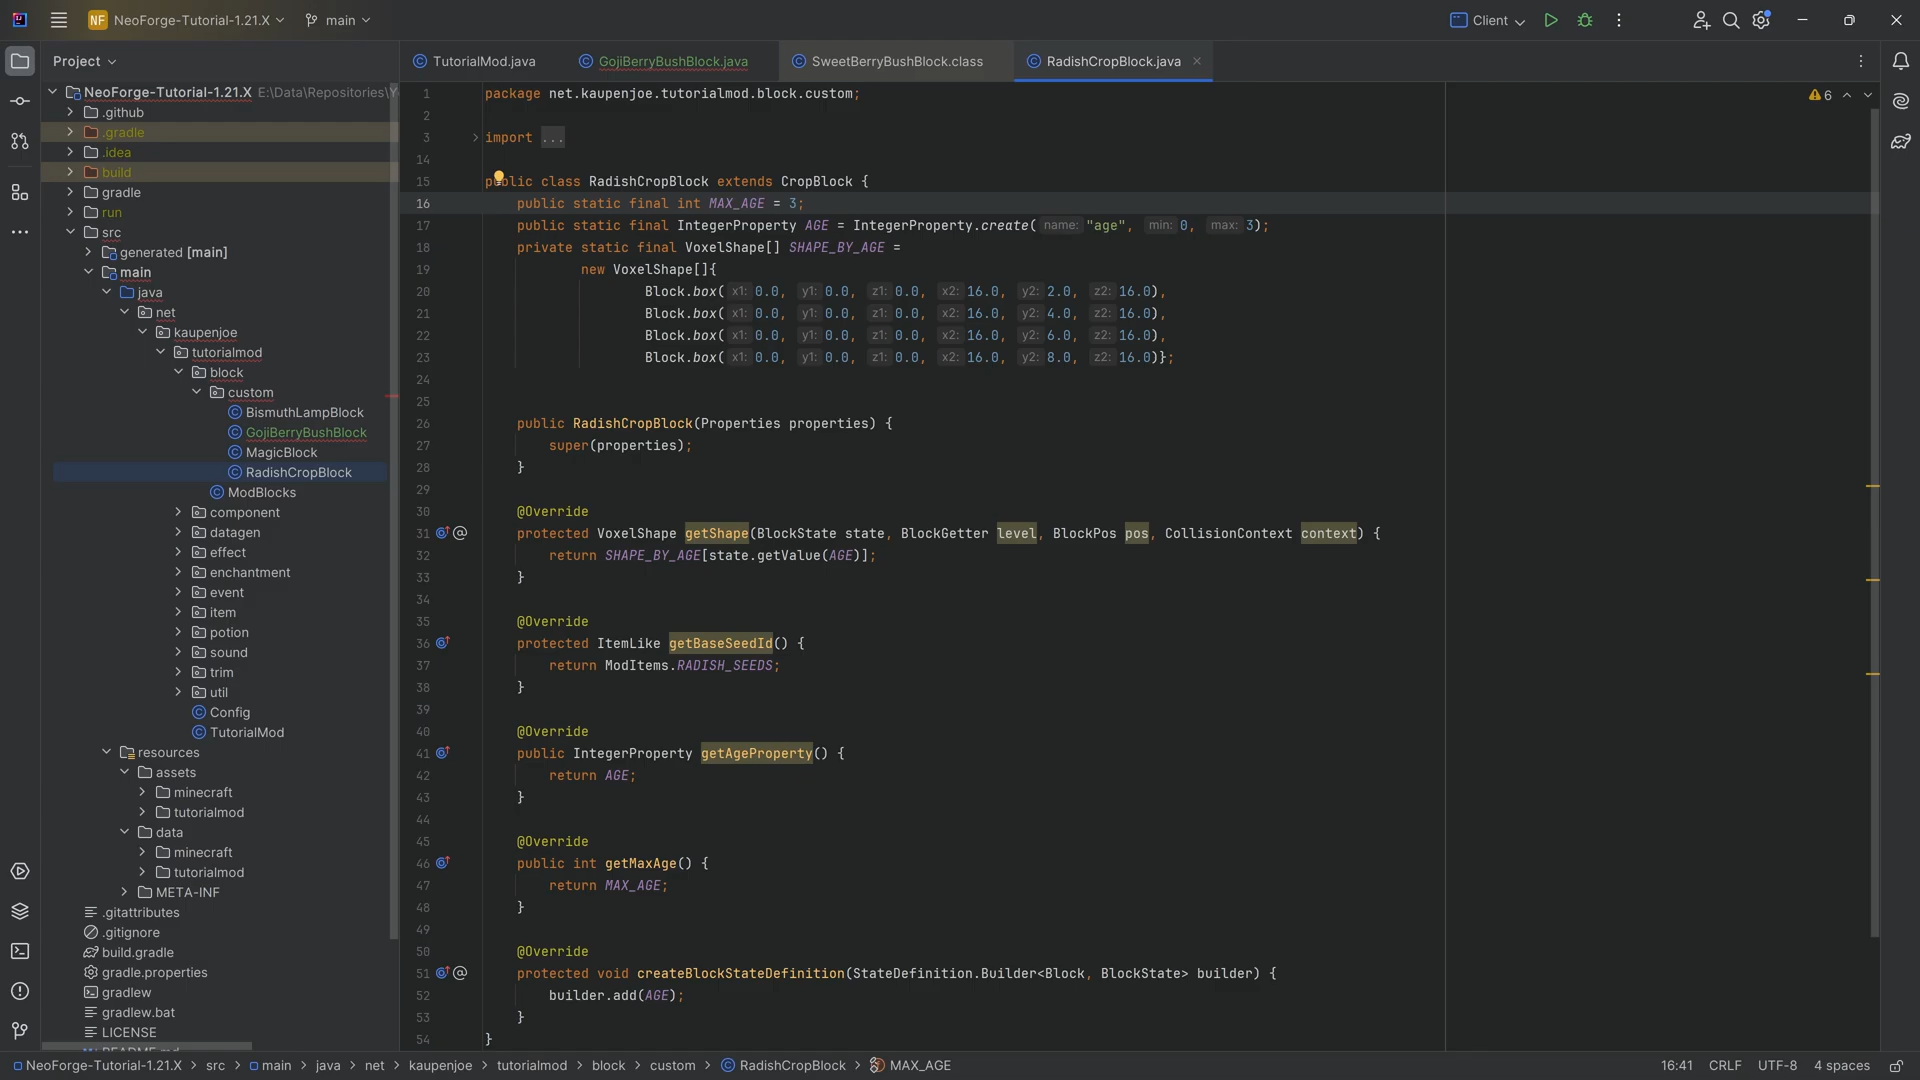 NF NeoForge-Tutorial-1.21.X main Client
Project
TutorialMod.java GojiBerryBushBlock.java SweetBerryBushBlock.class RadishCropBlock.java
NeoForge-Tutorial-1.21.X E:\Data\Repositories\
.github
.gradle
.idea
build
gradle
run
src
generated [main]
main
java
net
kaupenjoe
tutorialmod
block
custom
BismuthLampBlock
GojiBerryBushBlock
MagicBlock
RadishCropBlock
ModBlocks
component
datagen
effect
enchantment
event
item
potion
sound
trim
util
Config
TutorialMod
resources
assets
minecraft
tutorialmod
data
minecraft
tutorialmod
META-INF
.gitattributes
.gitignore
build.gradle
gradle.properties
gradlew
gradlew.bat
LICENSE
6
1 package net.kaupenjoe.tutorialmod.block.custom;
2
3 import ...
14
15 public class RadishCropBlock extends CropBlock {
16 public static final int MAX_AGE = 3;
17 public static final IntegerProperty AGE = IntegerProperty.create( name: "age", min: 0, max: 3);
18 private static final VoxelShape[] SHAPE_BY_AGE =
19 new VoxelShape[]{
20 Block.box( x1: 0.0, y1: 0.0, z1: 0.0, x2: 16.0, y2: 2.0, z2: 16.0),
21 Block.box( x1: 0.0, y1: 0.0, z1: 0.0, x2: 16.0, y2: 4.0, z2: 16.0),
22 Block.box( x1: 0.0, y1: 0.0, z1: 0.0, x2: 16.0, y2: 6.0, z2: 16.0),
23 Block.box( x1: 0.0, y1: 0.0, z1: 0.0, x2: 16.0, y2: 8.0, z2: 16.0)};
24
25
26 public RadishCropBlock(Properties properties) {
27 super(properties);
28 }
29
30 @Override
31 protected VoxelShape getShape(BlockState state, BlockGetter level, BlockPos pos, CollisionContext context) {
32 return SHAPE_BY_AGE[state.getValue(AGE)];
33 }
34
35 @Override
36 protected ItemLike getBaseSeedId() {
37 return ModItems.RADISH_SEEDS;
38 }
39
40 @Override
41 public IntegerProperty getAgeProperty() {
42 return AGE;
43 }
44
45 @Override
46 public int getMaxAge() {
47 return MAX_AGE;
48 }
49
50 @Override
51 protected void createBlockStateDefinition(StateDefinition.Builder<Block, BlockState> builder) {
52 builder.add(AGE);
53 }
54 }
NeoForge-Tutorial-1.21.X > src > main > java > net > kaupenjoe > tutorialmod > block > custom > RadishCropBlock > MAX_AGE 16:41 CRLF UTF-8 4 spaces